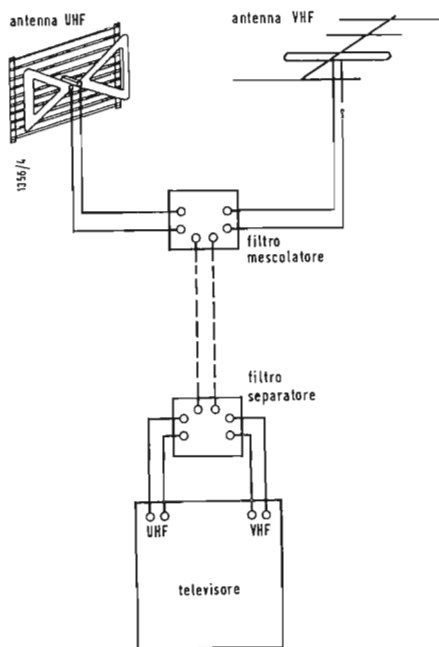 antenna UHF
antenna VHF
1356/4
filtro
mescolatore
filtro
separatore
UHF
VHF
televisore